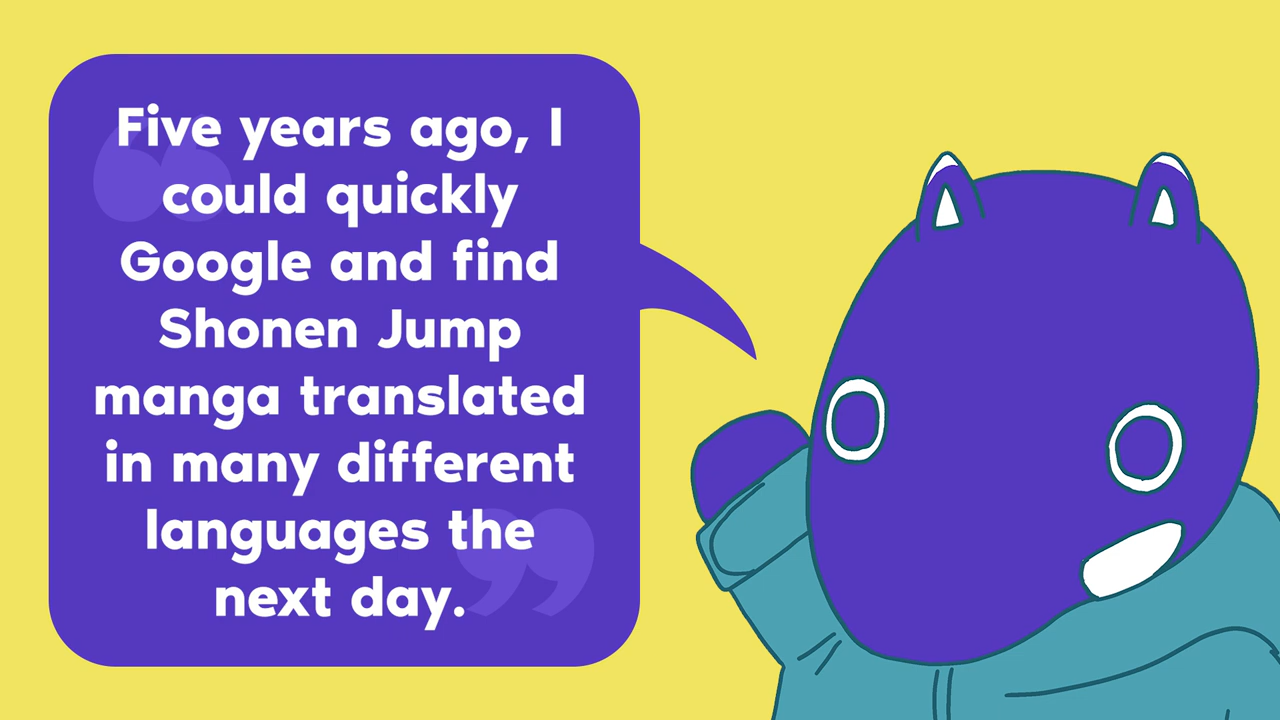 Five years ago, I
could quickly
Google and find
Shonen Jump
manga translated
in many different
languages the
next day.